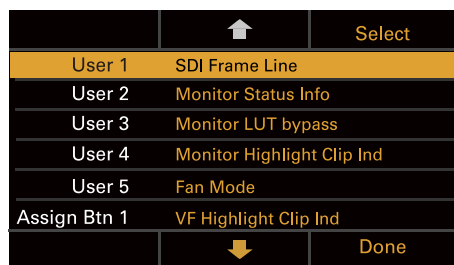 Select
User 1 SDI Frame Line
User 2 Monitor Status Info
User 3 Monitor LUT bypass
User 4 Monitor Highlight Clip Ind
User 5 Fan Mode
Assign Btn 1 VF Highlight Clip Ind
Done